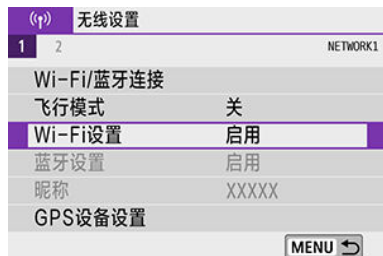 无线设置
1 2 NETWORK1
Wi-Fi/蓝牙连接
飞行模式 关
Wi-Fi设置 启用
蓝牙设置 启用
昵称 XXXXX
GPS设备设置
MENU